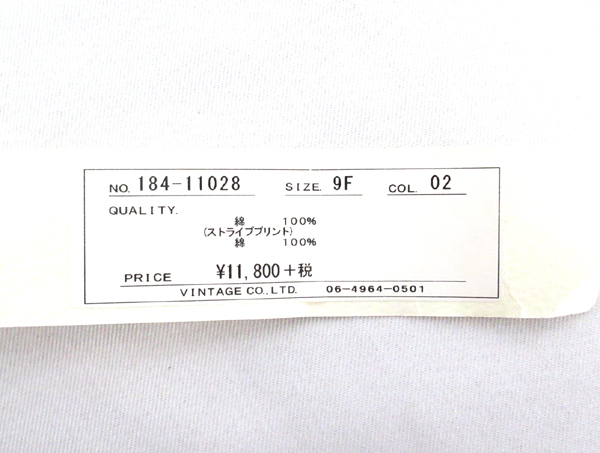 NO. 184-11028 SIZE. 9F COL. 02
QUALITY.
綿 100%
(ストライププリント)
綿 100%
PRICE ¥11,800+税
VINTAGE CO.,LTD. 06-4964-0501